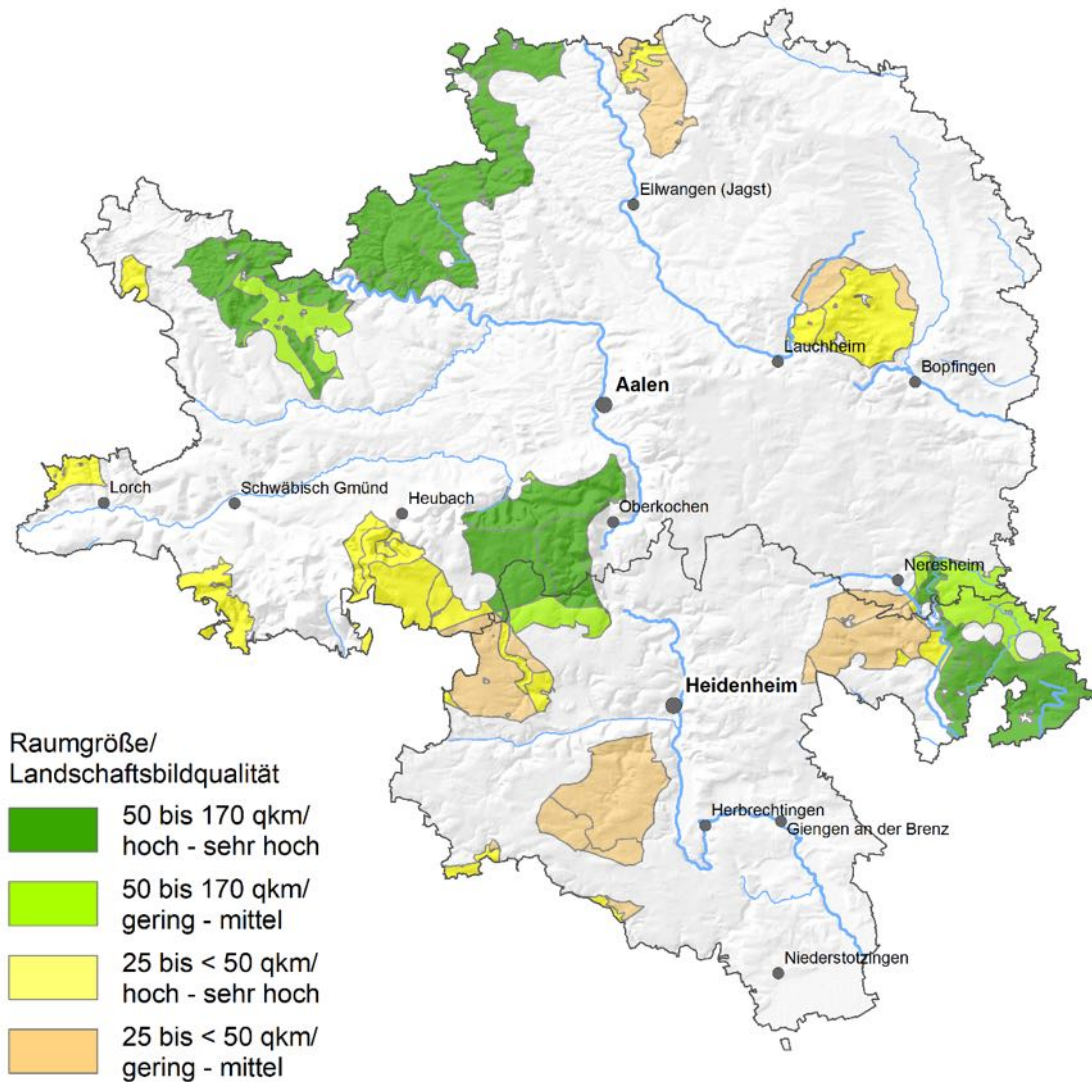 Ellwangen (Jagst)
Lauchheim
Bopfingen
Aalen
Lorch
Schwäbisch Gmünd
Heubach
Oberkochen
Neresheim
Heidenheim
Herbrechtingen
Giengen an der Brenz
Niederstotzingen
Raumgröße/
Landschaftsbildqualität
50 bis 170 qkm/
hoch - sehr hoch
50 bis 170 qkm/
gering - mittel
25 bis < 50 qkm/
hoch - sehr hoch
25 bis < 50 qkm/
gering - mittel